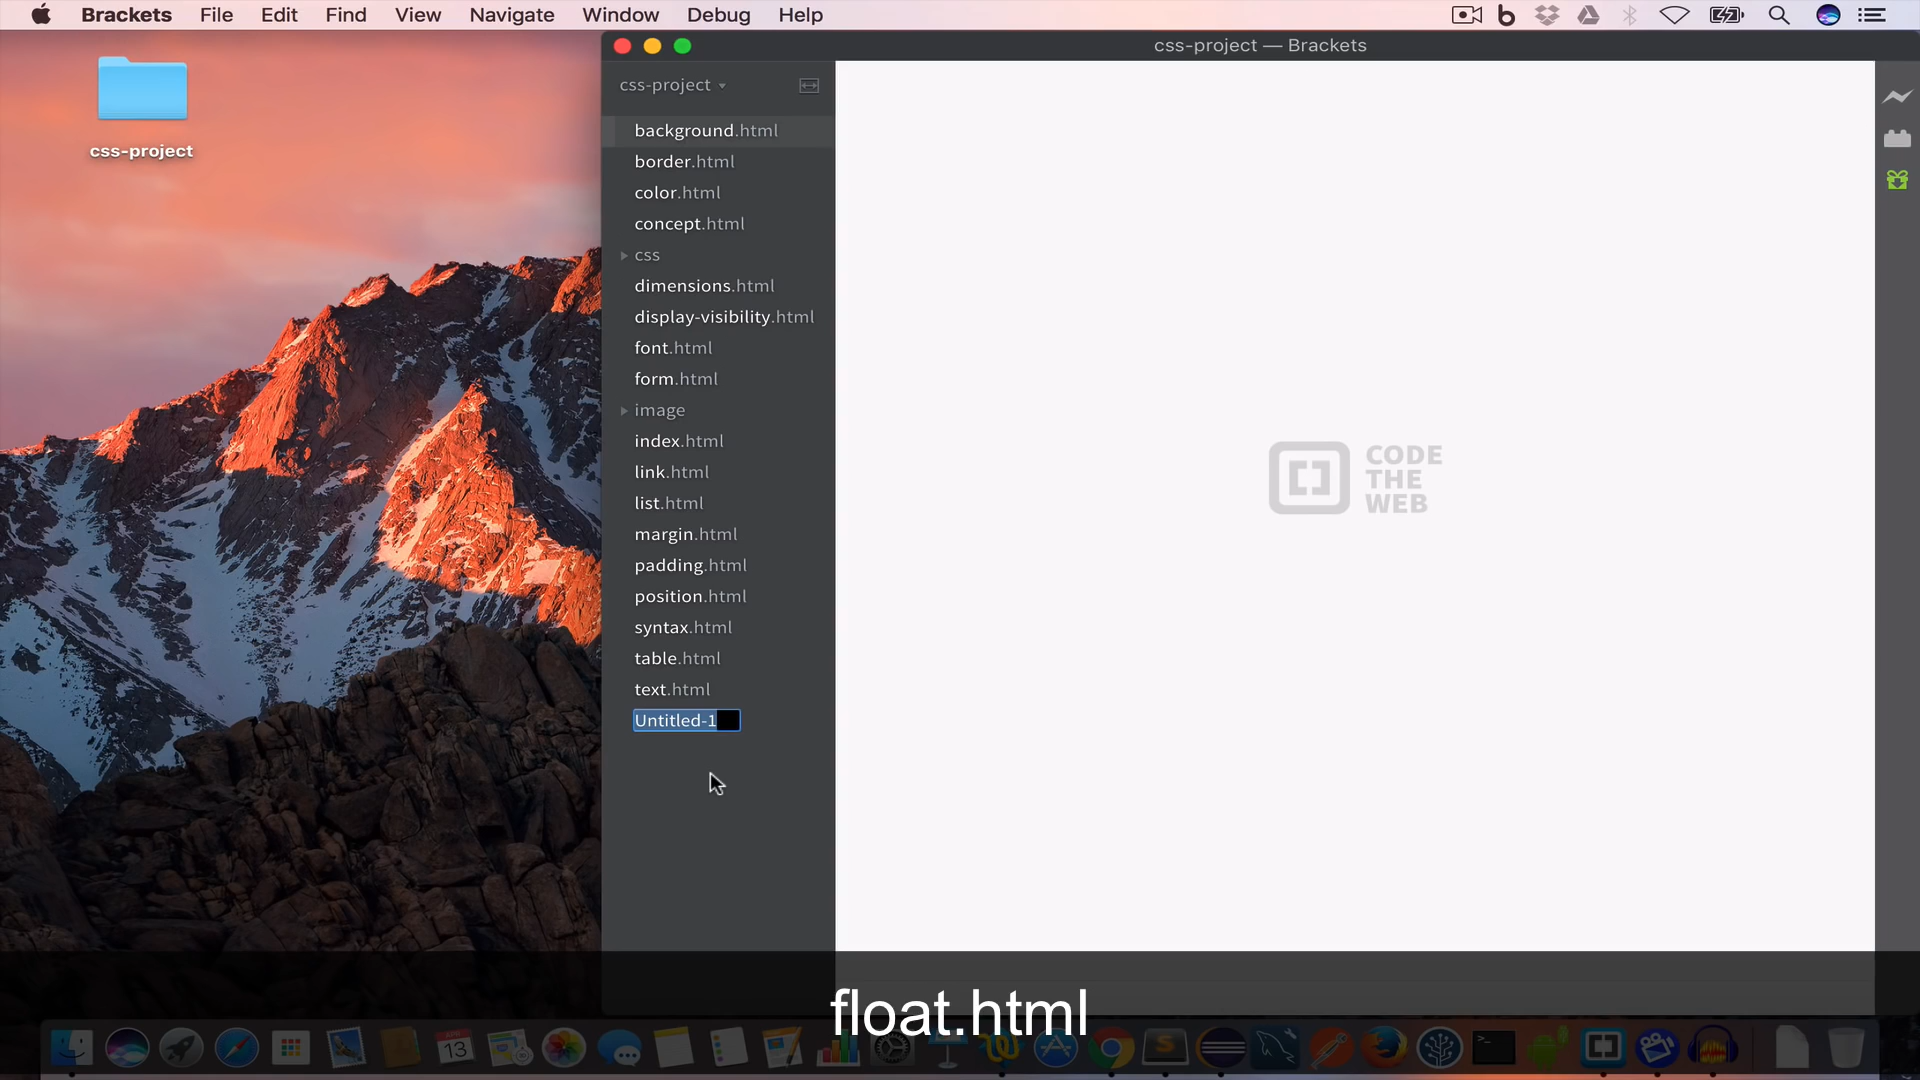 Brackets File Edit Find View Navigate Window Debug Help
css-project — Brackets
css-project
css-project
background.html
border.html
color.html
concept.html
css
dimensions.html
display-visibility.html
font.html
form.html
image
index.html
link.html
list.html
margin.html
padding.html
position.html
syntax.html
table.html
text.html
Untitled-1
CODE
THE
WEB
float.html
13